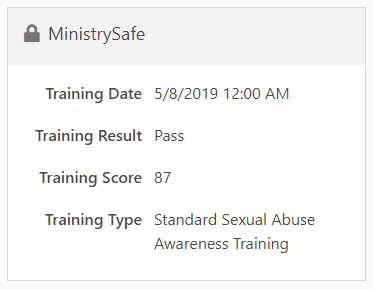 MinistrySafe
Training Date 5/8/2019 12:00 AM
Training Result Pass
Training Score 87
Training Type Standard Sexual Abuse
Awareness Training